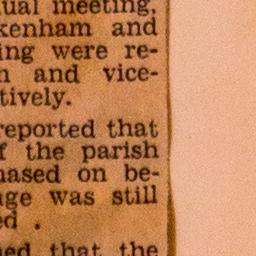 ual meeting.
kenham and
ing were re-
n and vice-
tively.
reported that
f the parish
hased on be-
age was still
ed .
ned that the